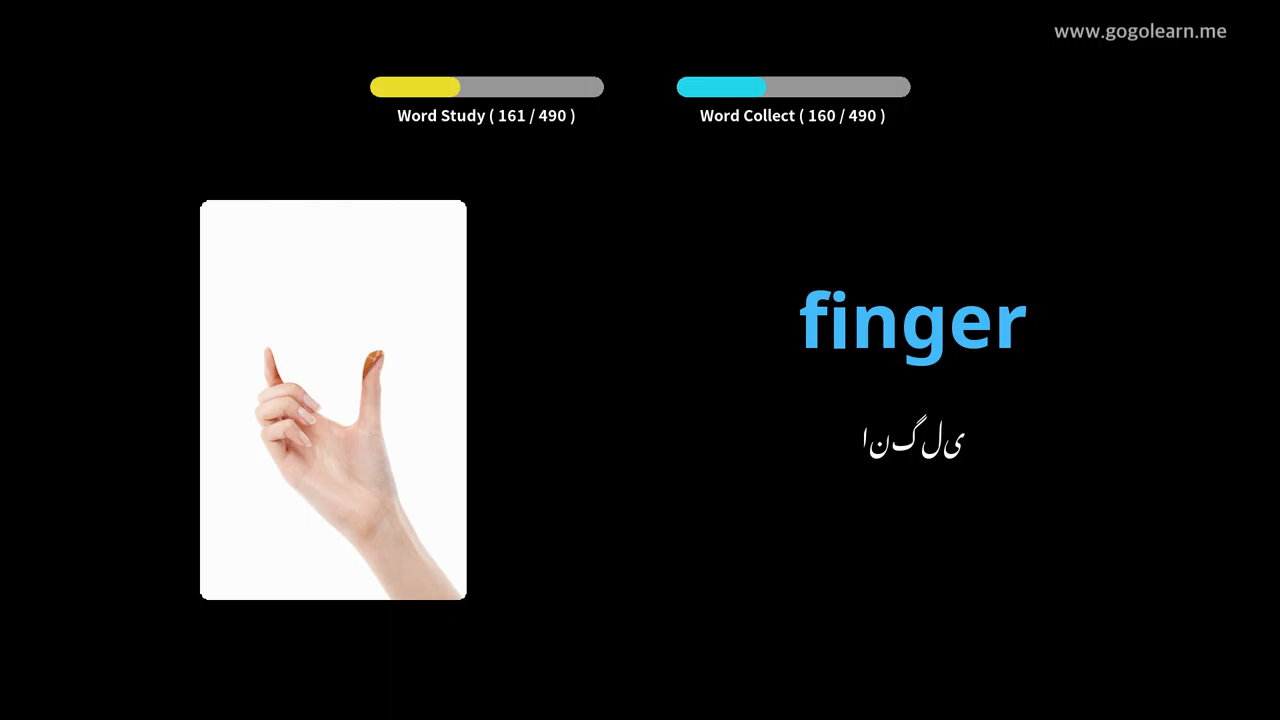 www.gogolearn.me
Word Study ( 161 / 490 )
Word Collect ( 160 / 490 )
finger
انگلی